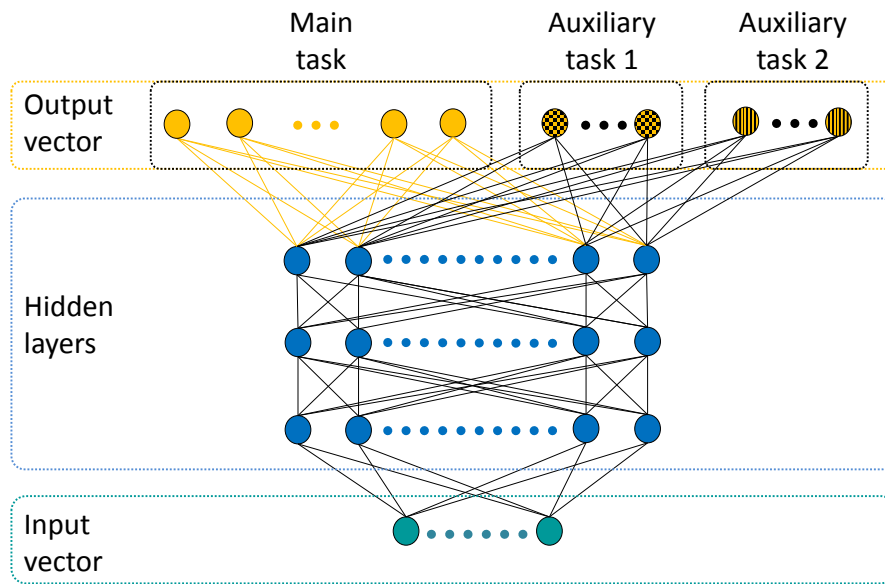 Main
task
Auxiliary
task 1
Auxiliary
task 2
Output
vector
Hidden
layers
Input
vector